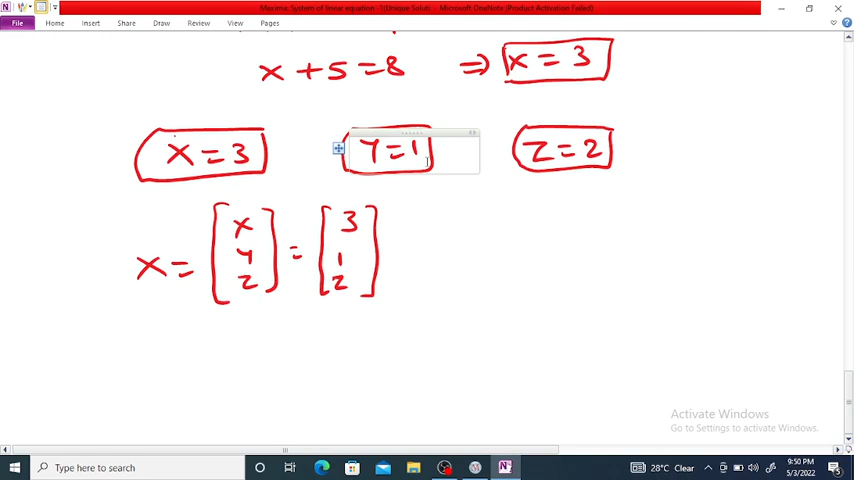 Maxima: System of linear equation -1(Unique Soluti... - Microsoft OneNote (Product Activation Failed)
File Home Insert Share Draw Review View Pages
x + 5 = 8 ⇒ x = 3
x = 3 y = 1 z = 2
x = [x y z] = [3 1 2]
Activate Windows
Go to Settings to activate Windows.
Type here to search
28°C Clear
9:50 PM
5/3/2022